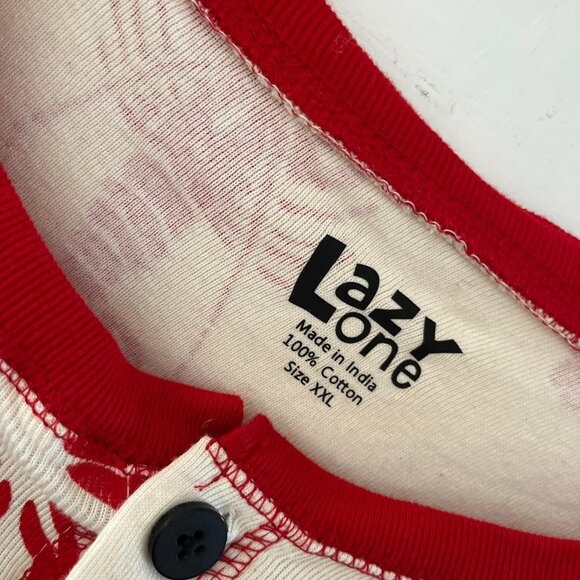 Lazy
One
Made in India
100% Cotton
Size XXL